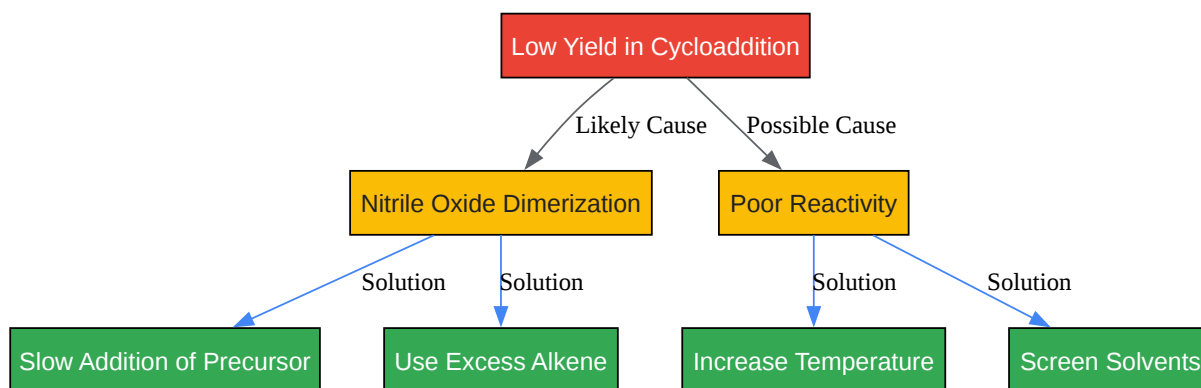 Low Yield in Cycloaddition
Likely Cause
Possible Cause
Nitrile Oxide Dimerization
Poor Reactivity
Solution
Solution
Solution
Solution
Slow Addition of Precursor
Use Excess Alkene
Increase Temperature
Screen Solvents